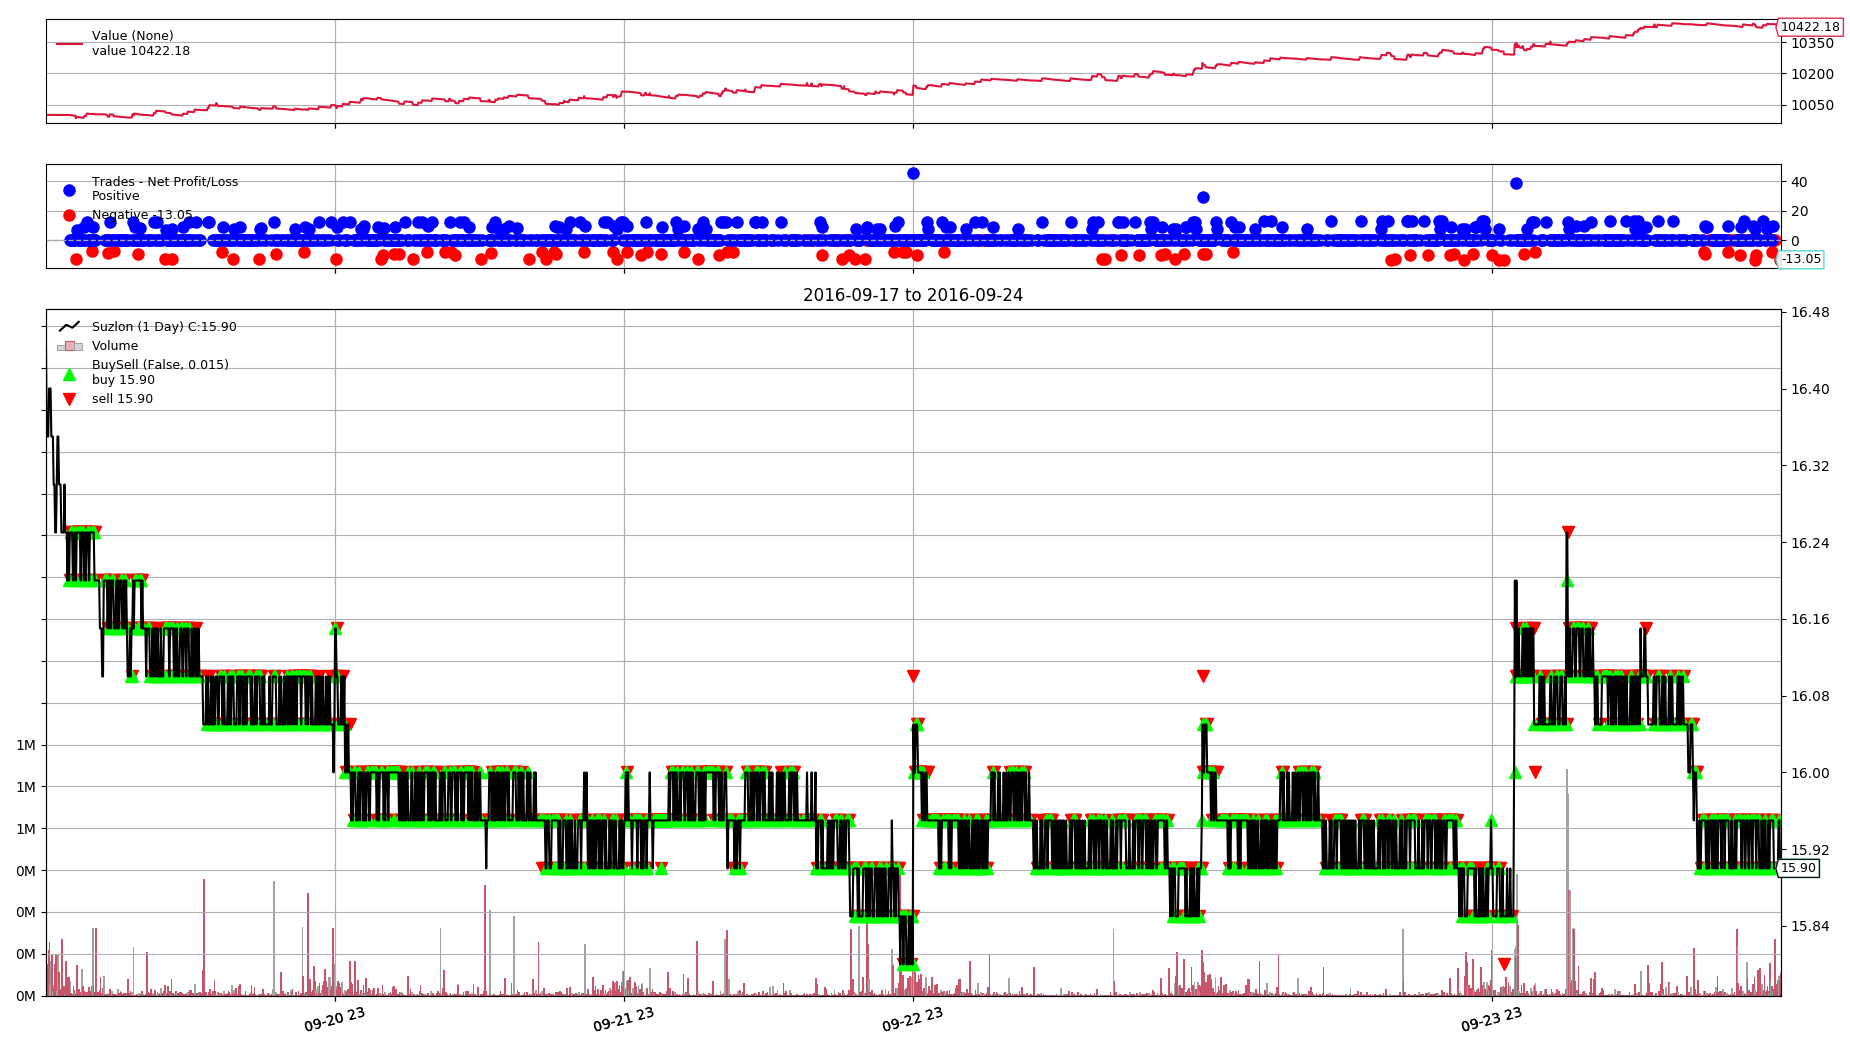 Value (None)
value 10422.18
10422.18
10350
10200
10050
Trades - Net Profit/Loss
Positive
Negative -13.05
40
20
0
-13.05
2016-09-17 to 2016-09-24
Suzlon (1 Day) C:15.90
Volume
BuySell (False, 0.015)
buy 15.90
sell 15.90
16.48
16.40
16.32
16.24
16.16
16.08
16.00
15.92
15.90
15.84
1M
1M
1M
0M
0M
0M
0M
09-20 23
09-21 23
09-22 23
09-23 23